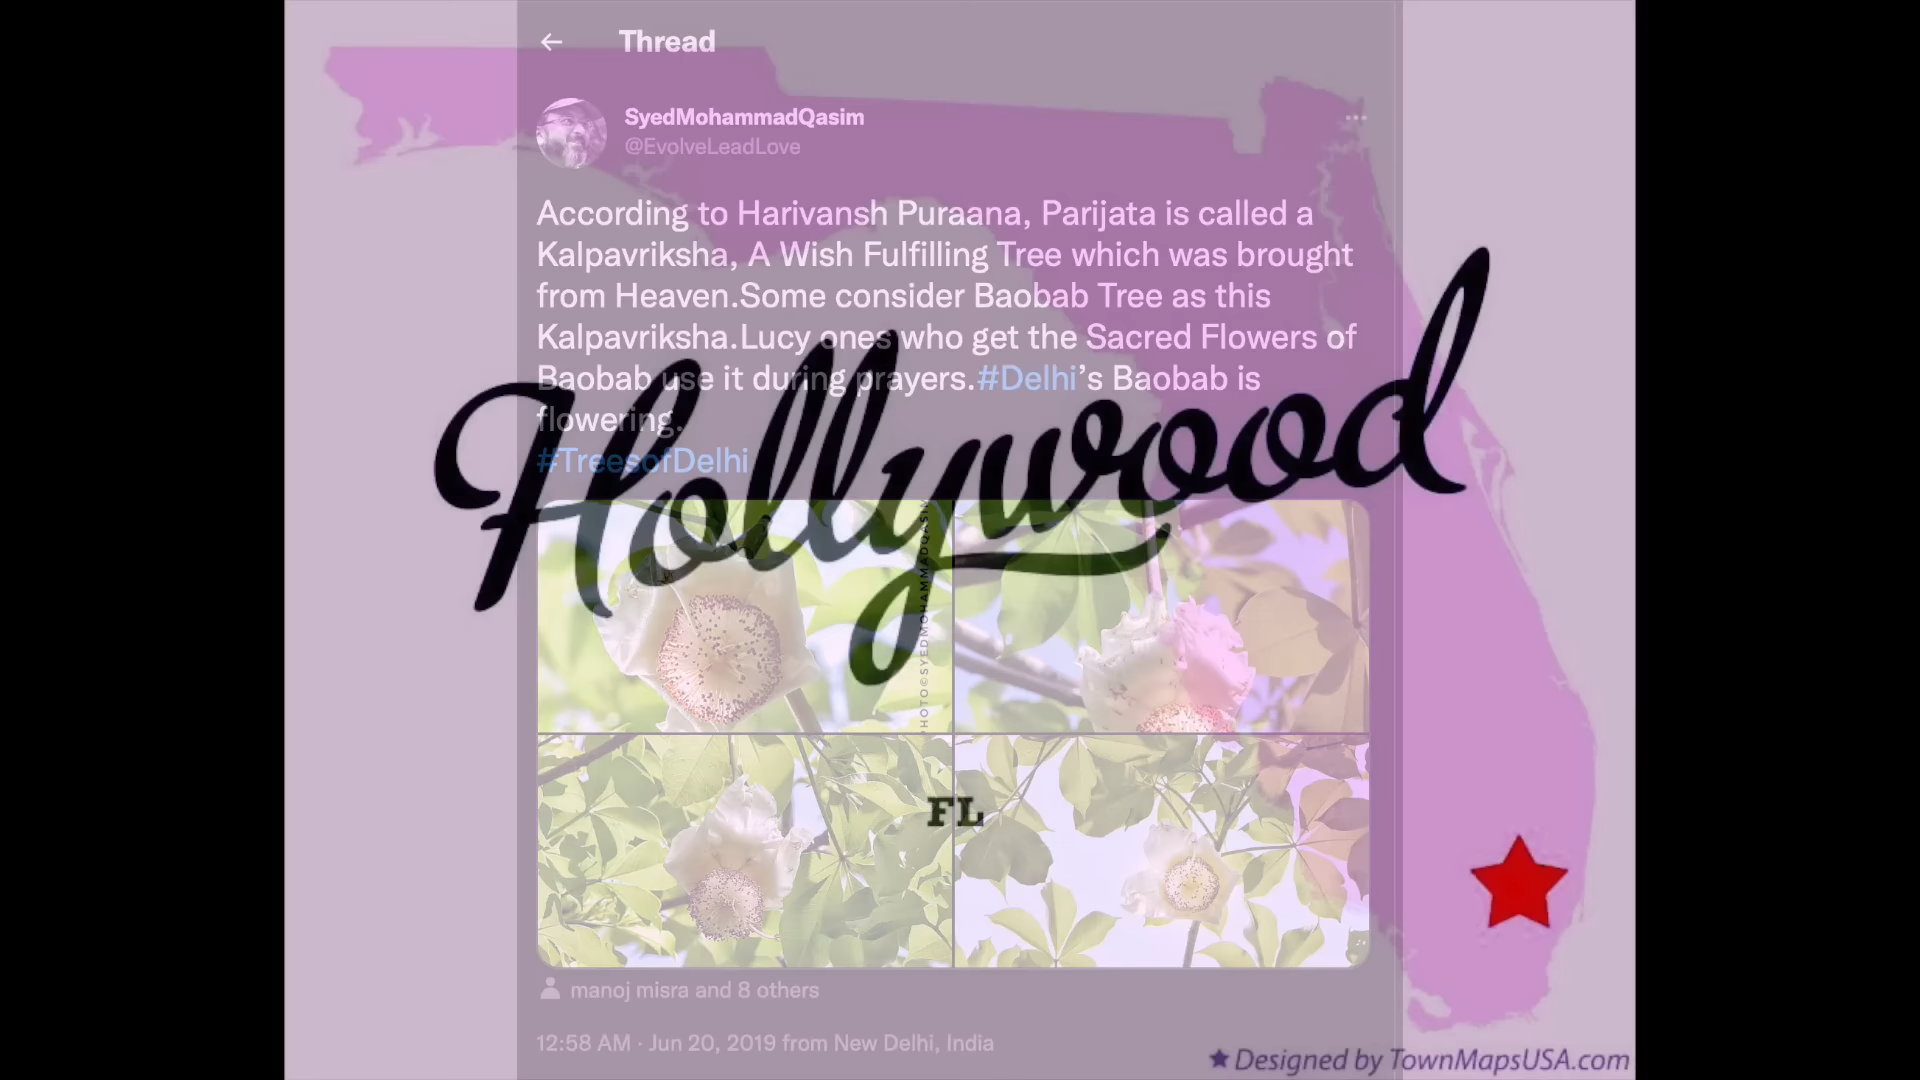 Thread
SyedMohammadQasim
@EvolveLeadLove
According to Harivansh Puraana, Parijata is called a
Kalpavriksha, A Wish Fulfilling Tree which was brought
from Heaven.Some consider Baobab Tree as this
Kalpavriksha.Lucy ones who get the Sacred Flowers of
Baobab use it during prayers.#Delhi’s Baobab is
flowering.
#TreesofDelhi
Hollywood
PHOTO©SYEDMOHAMMADQASIM
FL
manoj misra and 8 others
12:58 AM · Jun 20, 2019 from New Delhi, India
Designed by TownMapsUSA.com